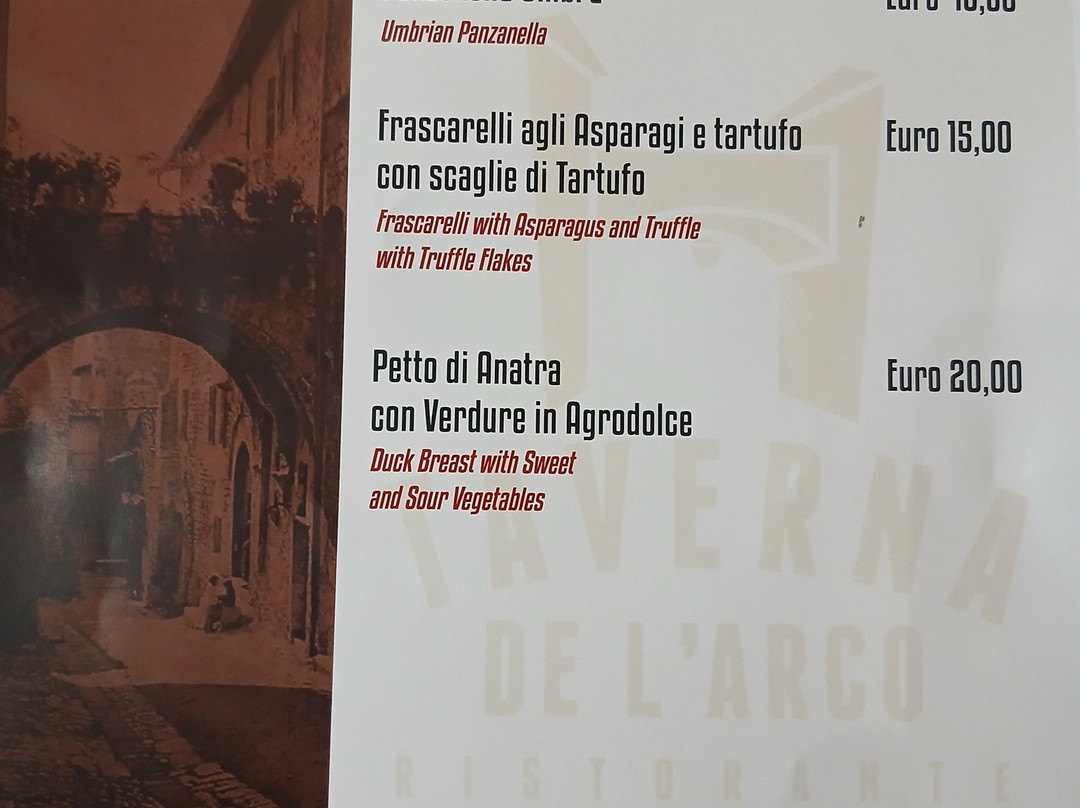 Umbrian Panzanella
Frascarelli agli Asparagi e tartufo
con scaglie di Tartufo
Euro 15,00
Frascarelli with Asparagus and Truffle
with Truffle Flakes
Petto di Anatra
con Verdure in Agrodolce
Euro 20,00
Duck Breast with Sweet
and Sour Vegetables
TAVERNA
DE L'ARCO
RISTORANTE